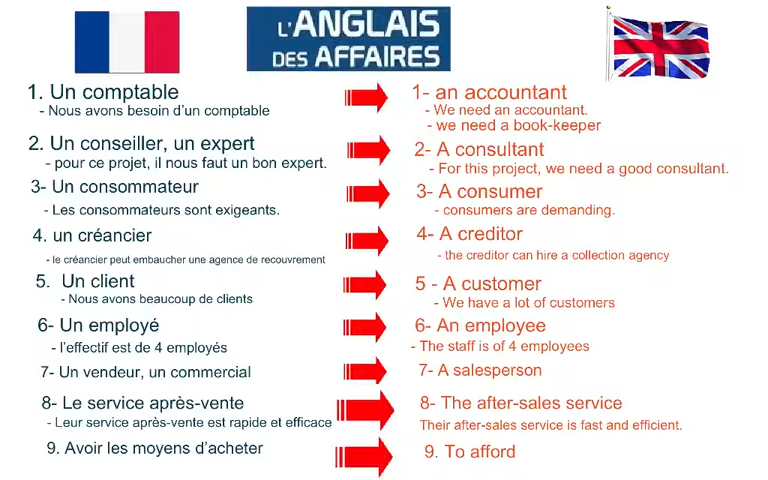 L'ANGLAIS
DES AFFAIRES
1. Un comptable
- Nous avons besoin d'un comptable
1- an accountant
- We need an accountant.
- we need a book-keeper
2. Un conseiller, un expert
- pour ce projet, il nous faut un bon expert.
2- A consultant
- For this project, we need a good consultant.
3- Un consommateur
- Les consommateurs sont exigeants.
3- A consumer
- consumers are demanding.
4. un créancier
- le créancier peut embaucher une agence de recouvrement
4- A creditor
- the creditor can hire a collection agency
5. Un client
- Nous avons beaucoup de clients
5 - A customer
- We have a lot of customers
6- Un employé
- l'effectif est de 4 employés
6- An employee
- The staff is of 4 employees
7- Un vendeur, un commercial
7- A salesperson
8- Le service après-vente
- Leur service après-vente est rapide et efficace
8- The after-sales service
Their after-sales service is fast and efficient.
9. Avoir les moyens d'acheter
9. To afford